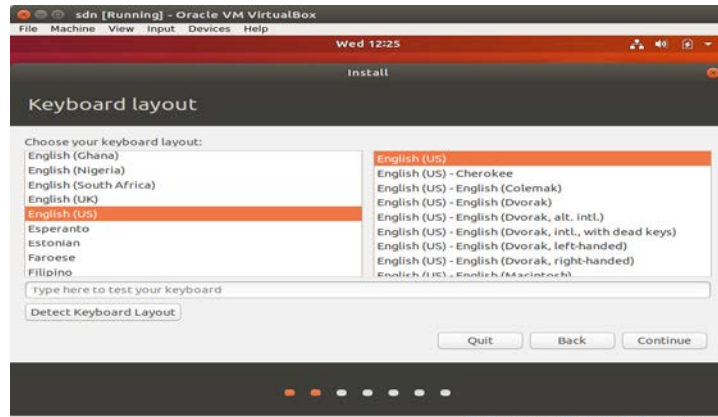 sdn [Running] - Oracle VM VirtualBox
File Machine View Input Devices Help
Wed 12:25
Install
Keyboard layout
Choose your keyboard layout:
English (Ghana)
English (Nigeria)
English (South Africa)
English (UK)
English (US)
Esperanto
Estonian
Faroese
Filipino
English (US)
English (US) - Cherokee
English (US) - English (Colemak)
English (US) - English (Dvorak)
English (US) - English (Dvorak, alt. intl.)
English (US) - English (Dvorak, intl., with dead keys)
English (US) - English (Dvorak, left-handed)
English (US) - English (Dvorak, right-handed)
English (US) - English (Macintosh)
Type here to test your keyboard
Detect Keyboard Layout
Quit Back Continue